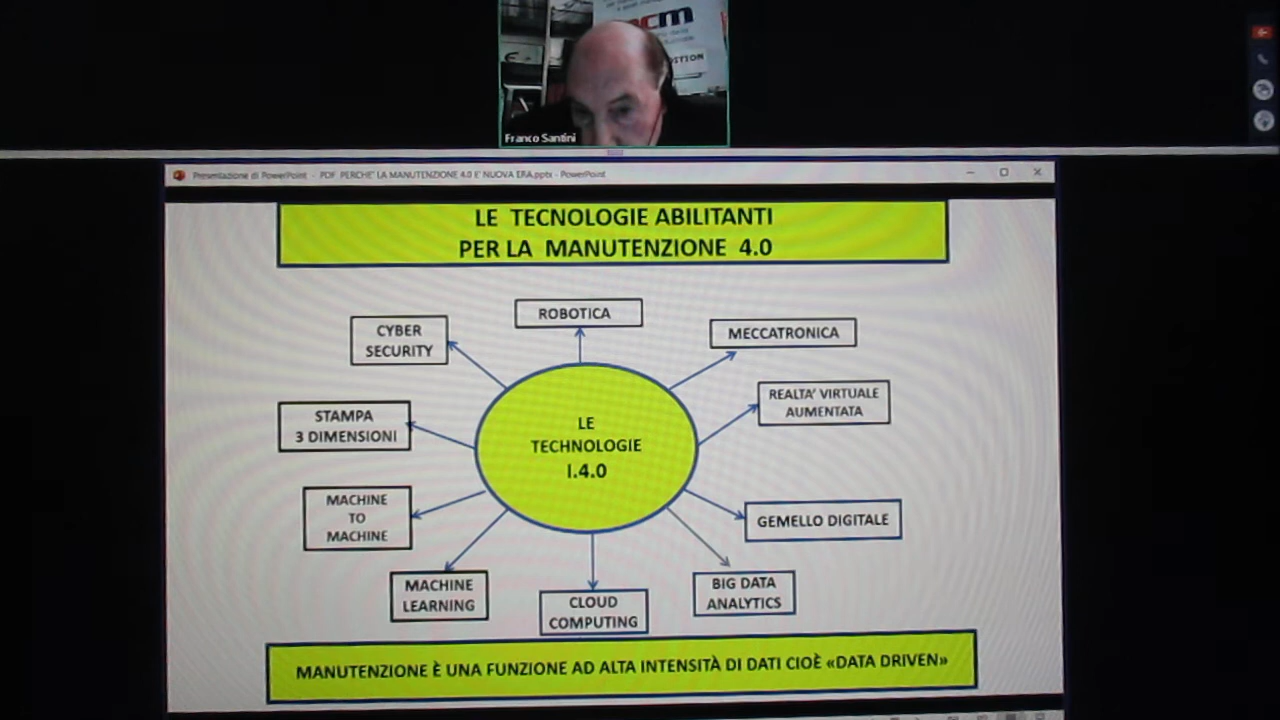 cm
STION
Franco Santini
Presentazione di PowerPoint - PDF PERCHE' LA MANUTENZIONE 4.0 E' NUOVA ERA.pptx - PowerPoint
LE TECNOLOGIE ABILITANTI
PER LA MANUTENZIONE 4.0
ROBOTICA
CYBER
SECURITY
MECCATRONICA
REALTA' VIRTUALE
AUMENTATA
STAMPA
3 DIMENSIONI
LE
TECHNOLOGIE
I.4.0
MACHINE
TO
MACHINE
GEMELLO DIGITALE
MACHINE
LEARNING
CLOUD
COMPUTING
BIG DATA
ANALYTICS
MANUTENZIONE È UNA FUNZIONE AD ALTA INTENSITÀ DI DATI CIOÈ «DATA DRIVEN»